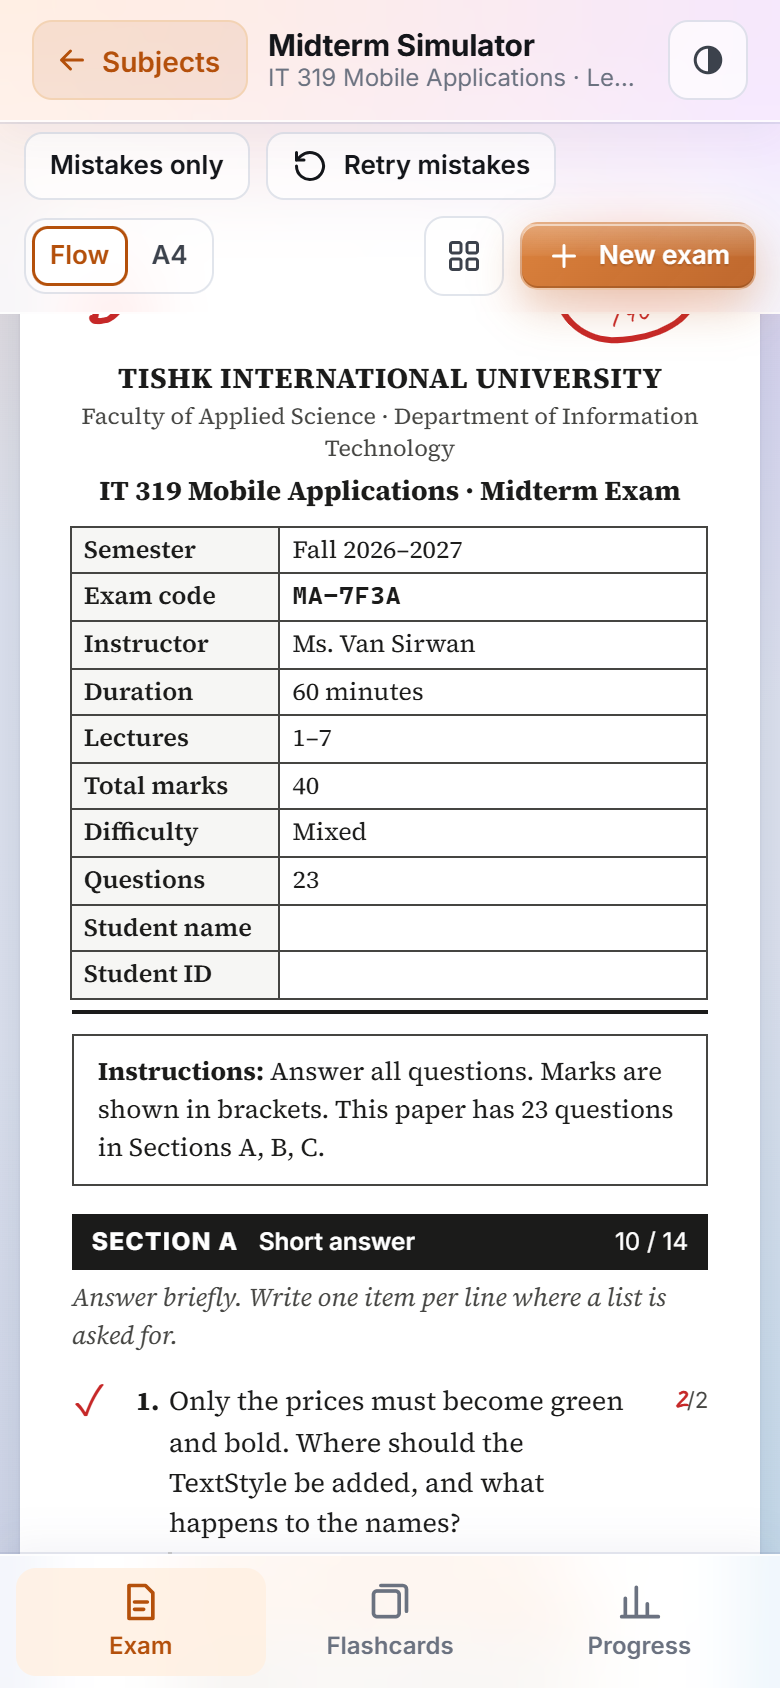 Subjects
Midterm Simulator
IT 319 Mobile Applications · Le...
Mistakes only
Retry mistakes
Flow
A4
New exam
TISHK INTERNATIONAL UNIVERSITY
Faculty of Applied Science · Department of Information
Technology
IT 319 Mobile Applications · Midterm Exam
Semester Fall 2026–2027
Exam code MA-7F3A
Instructor Ms. Van Sirwan
Duration 60 minutes
Lectures 1–7
Total marks 40
Difficulty Mixed
Questions 23
Student name
Student ID
Instructions: Answer all questions. Marks are
shown in brackets. This paper has 23 questions
in Sections A, B, C.
SECTION A Short answer 10 / 14
Answer briefly. Write one item per line where a list is
asked for.
1. Only the prices must become green 2/2
and bold. Where should the
TextStyle be added, and what
happens to the names?
Exam
Flashcards
Progress